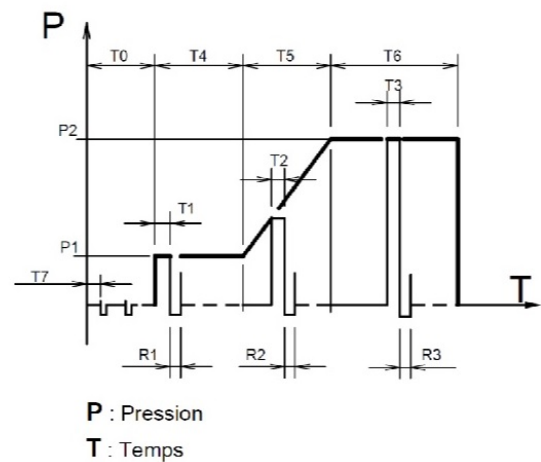 P
T0 T4 T5 T6
T3
P2
T2
T1
P1
T7
T
R1 R2 R3
P : Pression
T : Temps